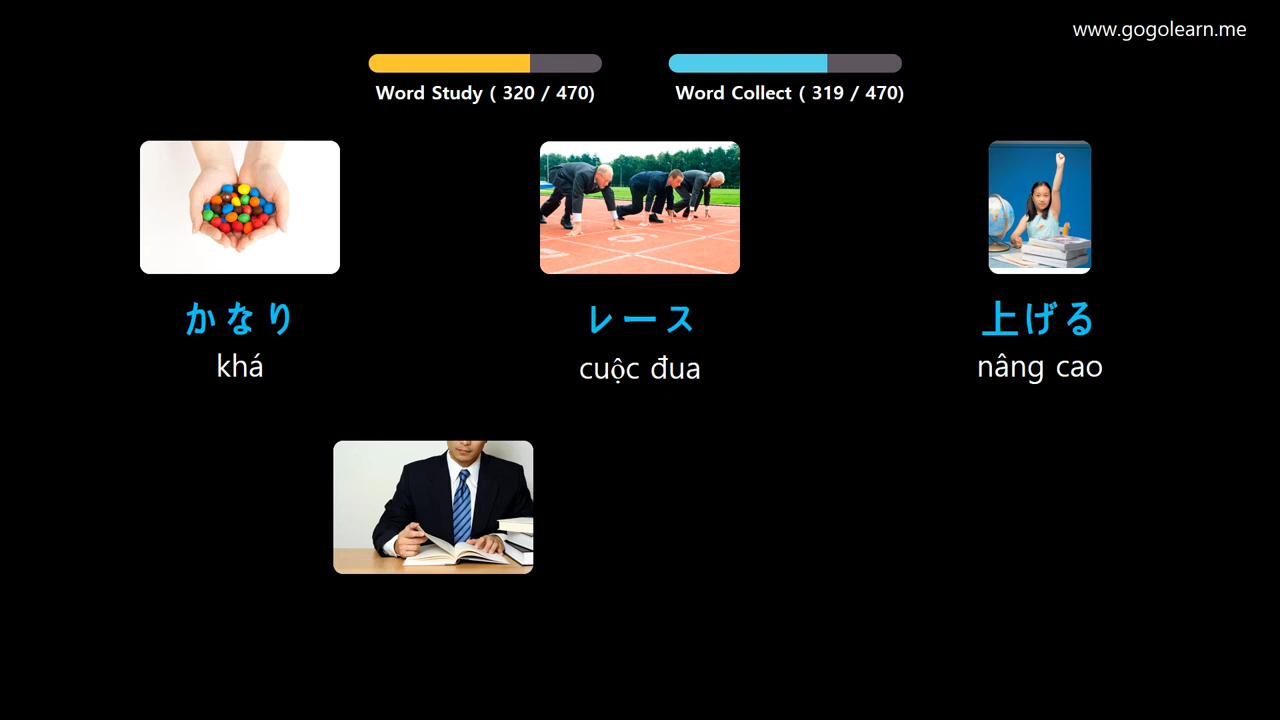 www.gogolearn.me
Word Study ( 320 / 470)
Word Collect ( 319 / 470)
かなり
khá
レース
cuộc đua
上げる
nâng cao